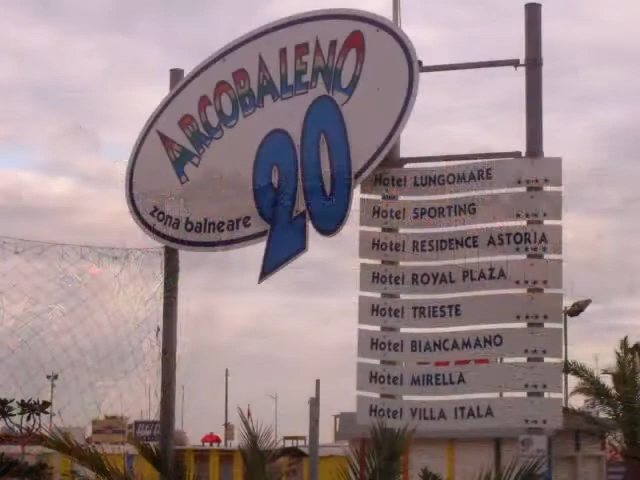 ARCOBALENO
20
zona balneare
Hotel LUNGOMARE
Hotel SPORTING
Hotel RESIDENCE ASTORIA
Hotel ROYAL PLAZA
Hotel TRIESTE
Hotel BIANCAMANO
Hotel MIRELLA
Hotel VILLA ITALA